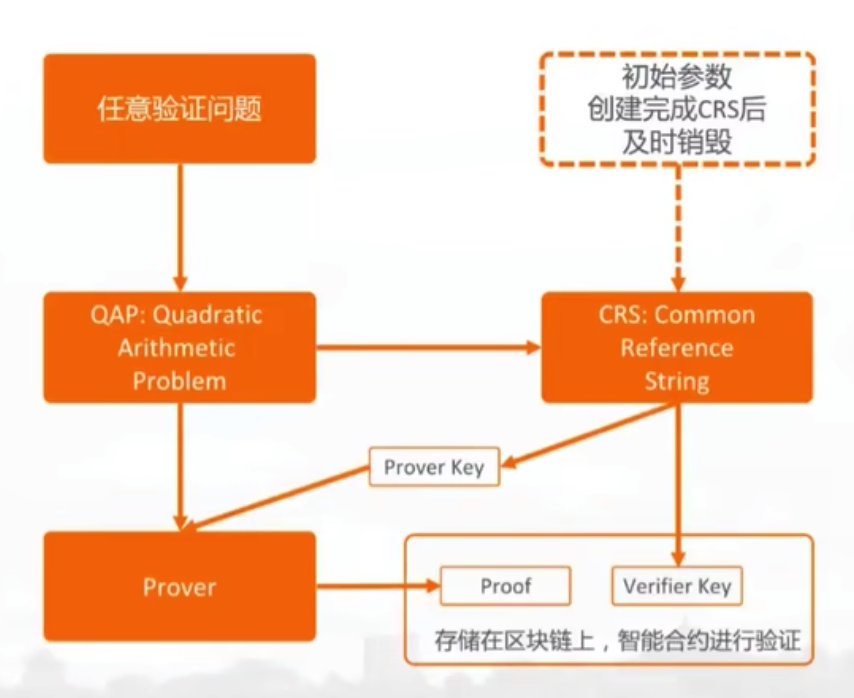 任意验证问题
初始参数
创建完成CRS后
及时销毁
QAP: Quadratic
Arithmetic
Problem
CRS: Common
Reference
String
Prover Key
Prover
Proof
Verifier Key
存储在区块链上，智能合约进行验证